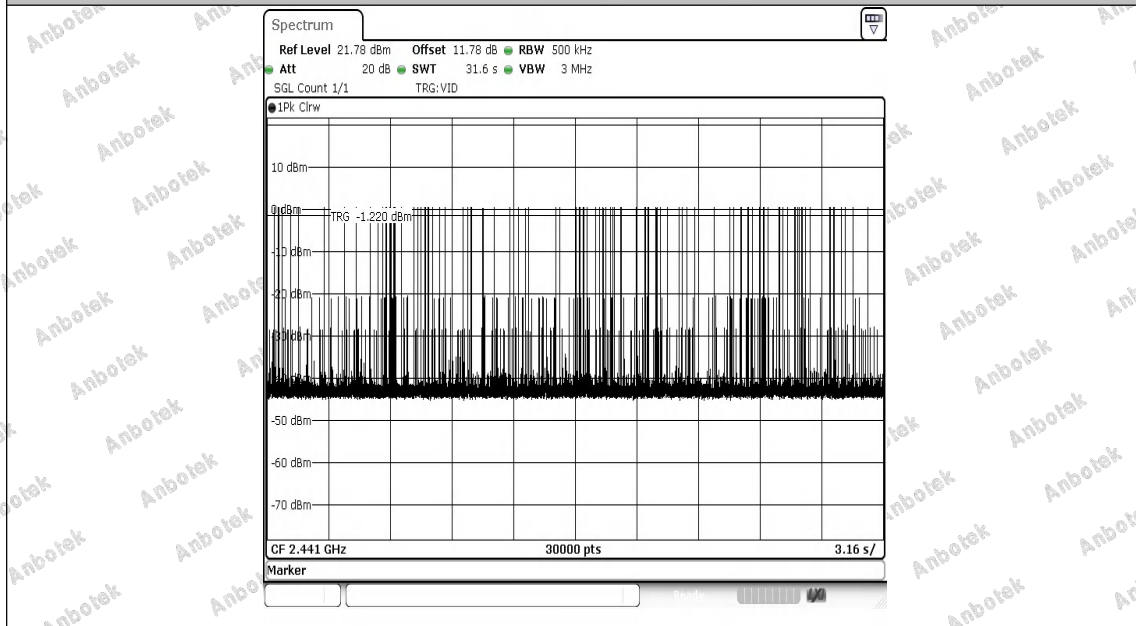 Spectrum
Ref Level 21.78 dBm Offset 11.78 dB RBW 500 kHz
Att 20 dB SWT 31.6 s VBW 3 MHz
SGL Count 1/1 TRG:VID
1Pk Clrw
10 dBm
0 dBm
TRG -1.220 dBm
-10 dBm
-20 dBm
-30 dBm
-50 dBm
-60 dBm
-70 dBm
CF 2.441 GHz 30000 pts 3.16 s/
Marker
Ready
Anbotek